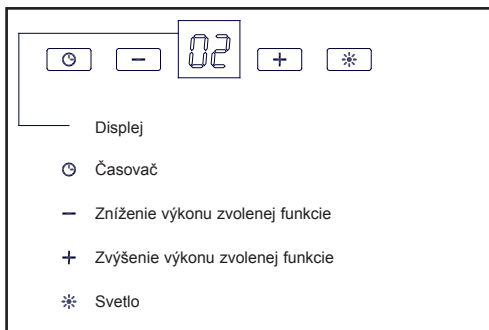 02
Displej
Časovač
Zníženie výkonu zvolenej funkcie
Zvýšenie výkonu zvolenej funkcie
Svetlo